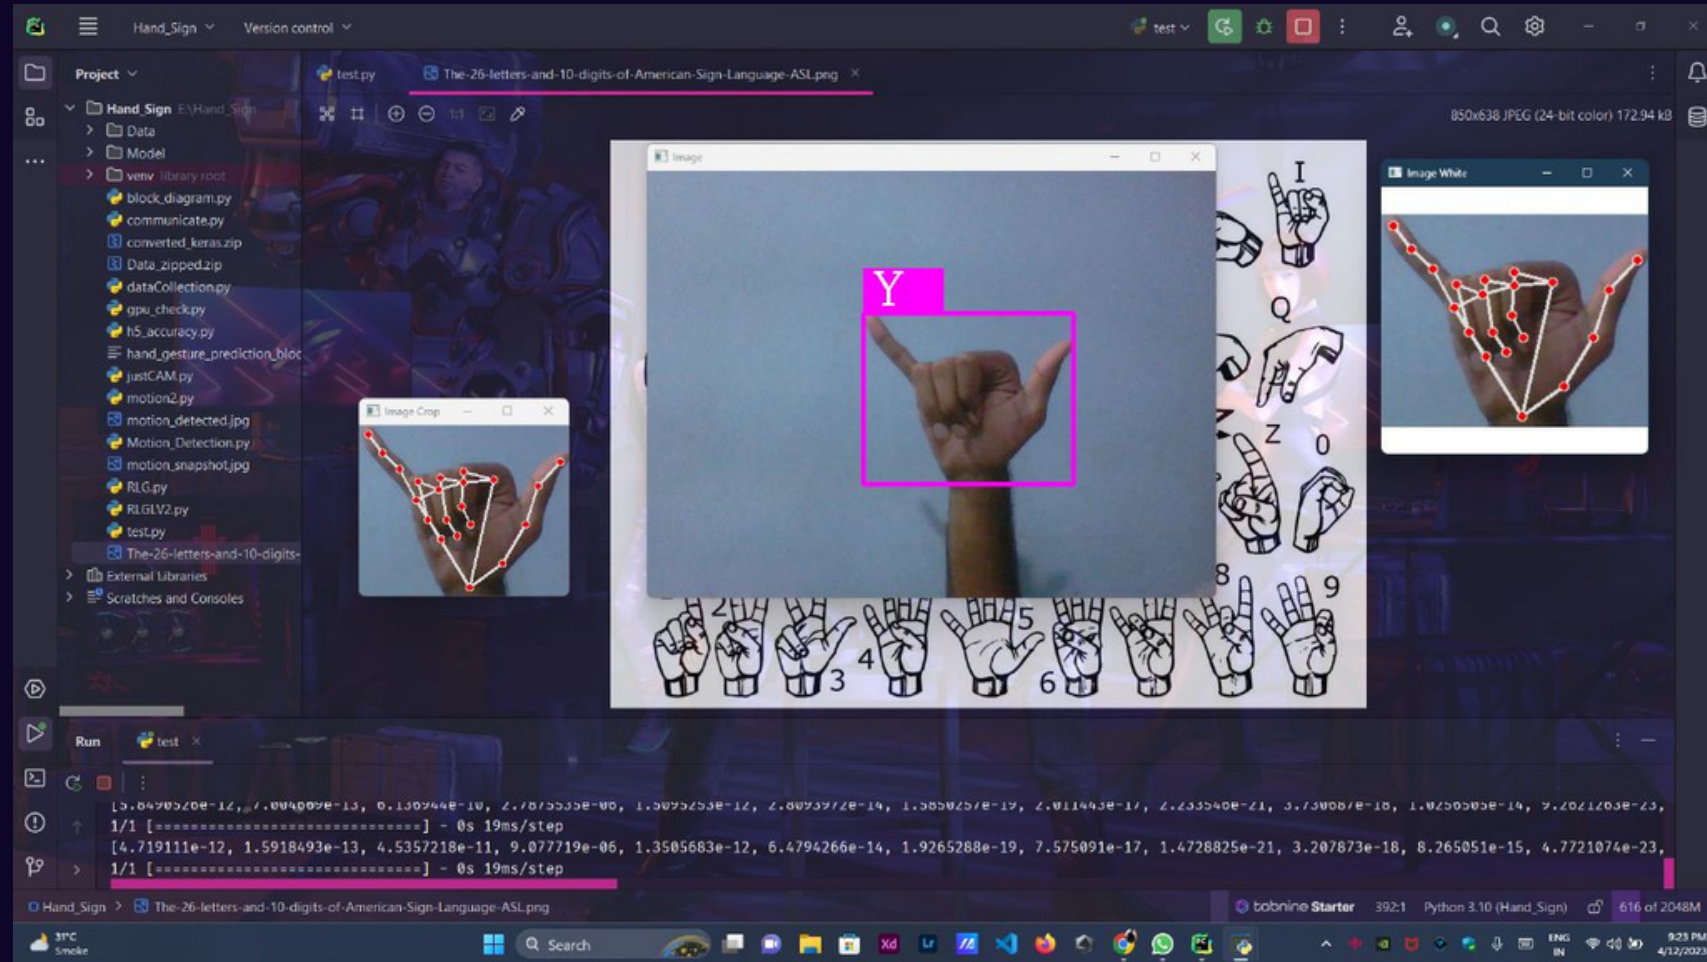 Hand_Sign
Version control
test
Project
test.py
The-26-letters-and-10-digits-of-American-Sign-Language-ASL.png
850x638 JPEG (24-bit color) 172.94 kB
Hand_Sign E:\Hand_Sign
Data
Model
venv library root
block_diagram.py
communicate.py
converted_keras.zip
Data_zipped.zip
dataCollection.py
gpu_check.py
h5_accuracy.py
hand_gesture_prediction_bloc
justCAM.py
motion2.py
motion_detected.jpg
Motion_Detection.py
motion_snapshot.jpg
RLG.py
RLGLV2.py
test.py
The-26-letters-and-10-digits-
External Libraries
Scratches and Consoles
1:1
Image Crop
Image
Y
Image White
I
Q
Z
0
8
9
2
3
4
5
6
Run
test
1/1 [==============================] - 0s 19ms/step
[4.719111e-12, 1.5918493e-13, 4.5357218e-11, 9.077719e-06, 1.3505683e-12, 6.4794266e-14, 1.9265288e-19, 7.575091e-17, 1.4728825e-21, 3.207873e-18, 8.265051e-15, 4.7721074e-23,
1/1 [==============================] - 0s 19ms/step
Hand_Sign > The-26-letters-and-10-digits-of-American-Sign-Language-ASL.png
tabnine Starter
392:1
Python 3.10 (Hand_Sign)
616 of 2048M
31°C
Smoke
Search
Xd
Lr
ENG
IN
9:23 PM
4/12/2023